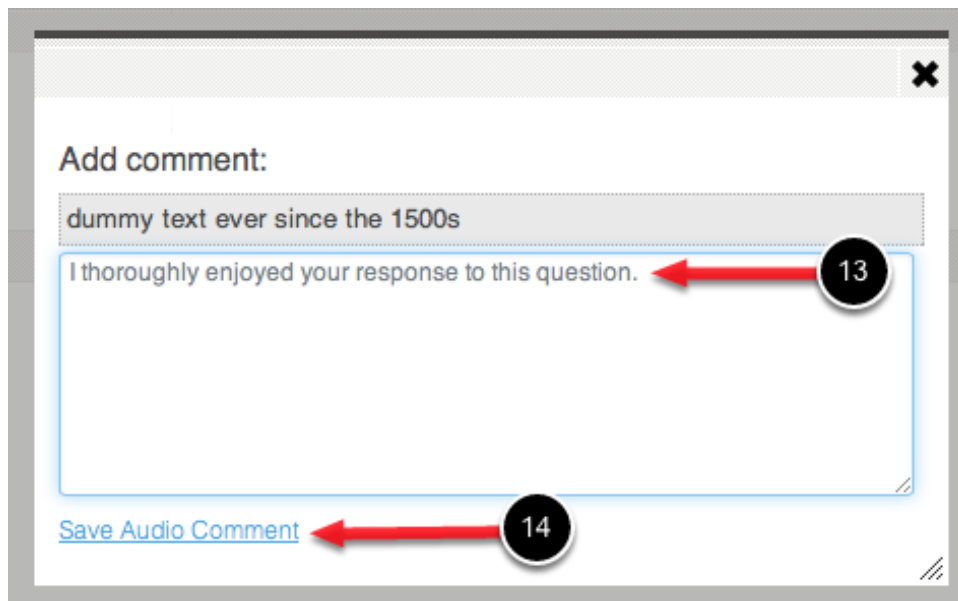 Add comment:
dummy text ever since the 1500s
I thoroughly enjoyed your response to this question.
13
Save Audio Comment
14